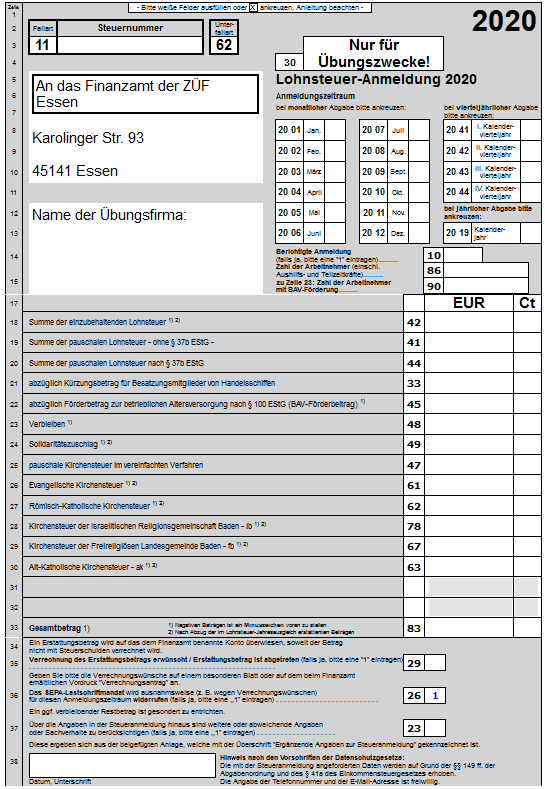 Zeile
- Bitte weiße Felder ausfüllen oder X ankreuzen, Anleitung beachten -
1
2020
2 Fallart Steuernummer Unter-
fallart
3 11 62
4 30 Nur für
Übungszwecke!
5 An das Finanzamt der ZÜF Lohnsteuer-Anmeldung 2020
6 Essen Anmeldungszeitraum
7 bei monatlicher Abgabe bitte ankreuzen: bei vierteljährlicher Abgabe
bitte ankreuzen:
8 Karolinger Str. 93 20 01 Jan. 20 07 Juli 20 41 I. Kalender-
vierteljahr
9 20 02 Feb. 20 08 Aug. 20 42 II. Kalender-
vierteljahr
10 45141 Essen 20 03 März 20 09 Sept. 20 43 III. Kalender-
vierteljahr
11 20 04 April 20 10 Okt. 20 44 IV. Kalender-
vierteljahr
12 Name der Übungsfirma: 20 05 Mai 20 11 Nov. bei jährlicher Abgabe bitte
ankreuzen:
13 20 06 Juni 20 12 Dez. 20 19 Kalender-
jahr
14 Berichtigte Anmeldung
(falls ja, bitte eine "1" eintragen)......... 10
Zahl der Arbeitnehmer (einschl.
Aushilfs- und Teilzeitkräfte)........... 86
15 zu Zeile 23: Zahl der Arbeitnehmer
mit BAV-Förderung......... 90
17 EUR Ct
18 Summe der einzubehaltenden Lohnsteuer 1) 2) 42
19 Summe der pauschalen Lohnsteuer - ohne § 37b EStG - 41
20 Summe der pauschalen Lohnsteuer nach § 37b EStG 44
21 abzüglich Kürzungsbetrag für Besatzungsmitglieder von Handelsschiffen 33
22 abzüglich Förderbetrag zur betrieblichen Altersversorgung nach § 100 EStG (BAV-Förderbeitrag) 1) 45
23 Verbleiben 1) 48
24 Solidaritätszuschlag 1) 2) 49
25 pauschale Kirchensteuer im vereinfachten Verfahren 47
26 Evangelische Kirchensteuer 1) 2) 61
27 Römisch-Katholische Kirchensteuer 1) 2) 62
28 Kirchensteuer der Israelitischen Religionsgemeinschaft Baden - ib 1) 2) 78
29 Kirchensteuer der Freireligiösen Landesgemeinde Baden - fb 1) 2) 67
30 Alt-Katholische Kirchensteuer - ak 1) 2) 63
31
32
33 Gesamtbetrag 1) 1) Negativen Beträgen ist ein Minuszeichen voran zu stellen 83
2) Nach Abzug der im Lohnsteuer-Jahresausgleich erstatteten Beträgen
34 Ein Erstattungsbetrag wird auf das dem Finanzamt benannte Konto überwiesen, soweit der Betrag
nicht mit Steuerschulden verrechnet wird.
35 Verrechnung des Erstattungsbetrags erwünscht / Erstattungsbetrag ist abgetreten (falls ja, bitte eine "1" eintragen) 29
Geben Sie bitte die Verrechnungswünsche auf einem besonderen Blatt oder auf dem beim Finanzamt
erhältlichen Vordruck "Verrechnungsantrag" an.
36 Das SEPA-Lastschriftmandat wird ausnahmsweise (z. B. wegen Verrechnungswünschen)
für diesen Anmeldungszeitraum widerrufen (falls ja, bitte eine „1" eintragen) 26 1
Ein ggf. verbleibender Restbetrag ist gesondert zu entrichten.
37 Über die Angaben in der Steueranmeldung hinaus sind weitere oder abweichende Angaben
oder Sachverhalte zu berücksichtigen (falls ja, bitte eine „1" eintragen) 23
Diese ergeben sich aus der beigefügten Anlage, welche mit der Überschrift "Ergänzende Angaben zur Steueranmeldung" gekennzeichnet ist.
38 Hinweis nach den Vorschriften der Datenschutzgesetze:
Die mit der Steueranmeldung angeforderten Daten werden auf Grund der §§ 149 ff. der
Abgabenordnung und des § 41a des Einkommensteuergesetzes erhoben.
Datum, Unterschrift Die Angabe der Telefonnummer und der E-Mail-Adresse ist freiwillig.